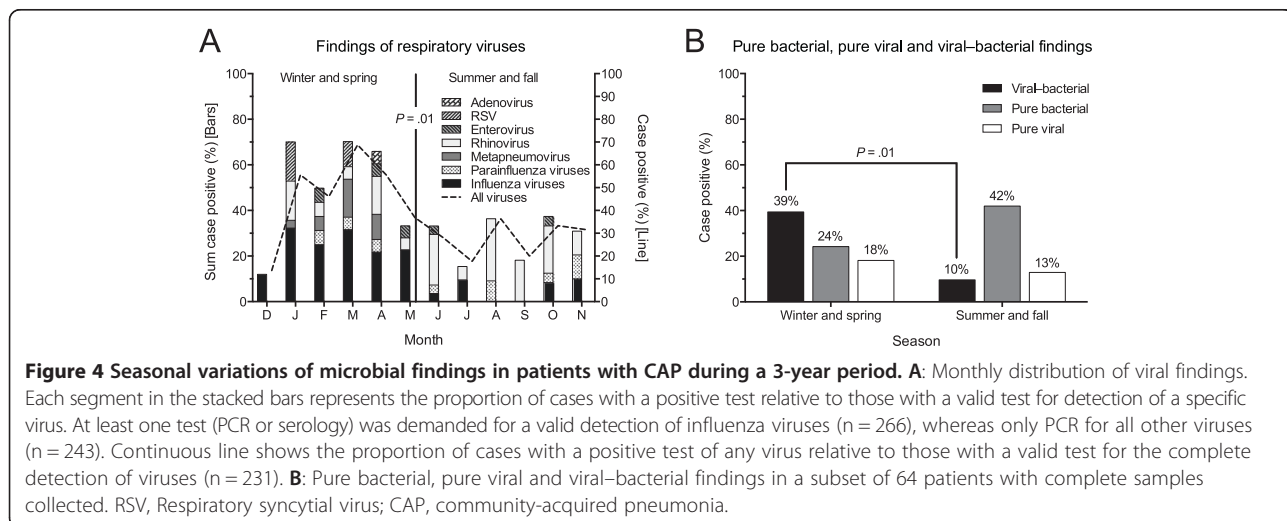 A
Findings of respiratory viruses
Winter and spring
Summer and fall
P = .01
Adenovirus
RSV
Enterovirus
Rhinovirus
Metapneumovirus
Parainfluenza viruses
Influenza viruses
All viruses
Sum case positive (%) [Bars]
100
80
60
40
20
0
Case positive (%) [Line]
100
90
80
70
60
50
40
30
20
10
0
D J F M A M J J A S O N
Month
B
Pure bacterial, pure viral and viral–bacterial findings
Viral–bacterial
Pure bacterial
Pure viral
Case positive (%)
100
80
60
40
20
0
P = .01
39%
24%
18%
10%
42%
13%
Winter and spring
Summer and fall
Season
Figure 4 Seasonal variations of microbial findings in patients with CAP during a 3-year period. A: Monthly distribution of viral findings.
Each segment in the stacked bars represents the proportion of cases with a positive test relative to those with a valid test for detection of a specific
virus. At least one test (PCR or serology) was demanded for a valid detection of influenza viruses (n = 266), whereas only PCR for all other viruses
(n = 243). Continuous line shows the proportion of cases with a positive test of any virus relative to those with a valid test for the complete
detection of viruses (n = 231). B: Pure bacterial, pure viral and viral–bacterial findings in a subset of 64 patients with complete samples
collected. RSV, Respiratory syncytial virus; CAP, community-acquired pneumonia.